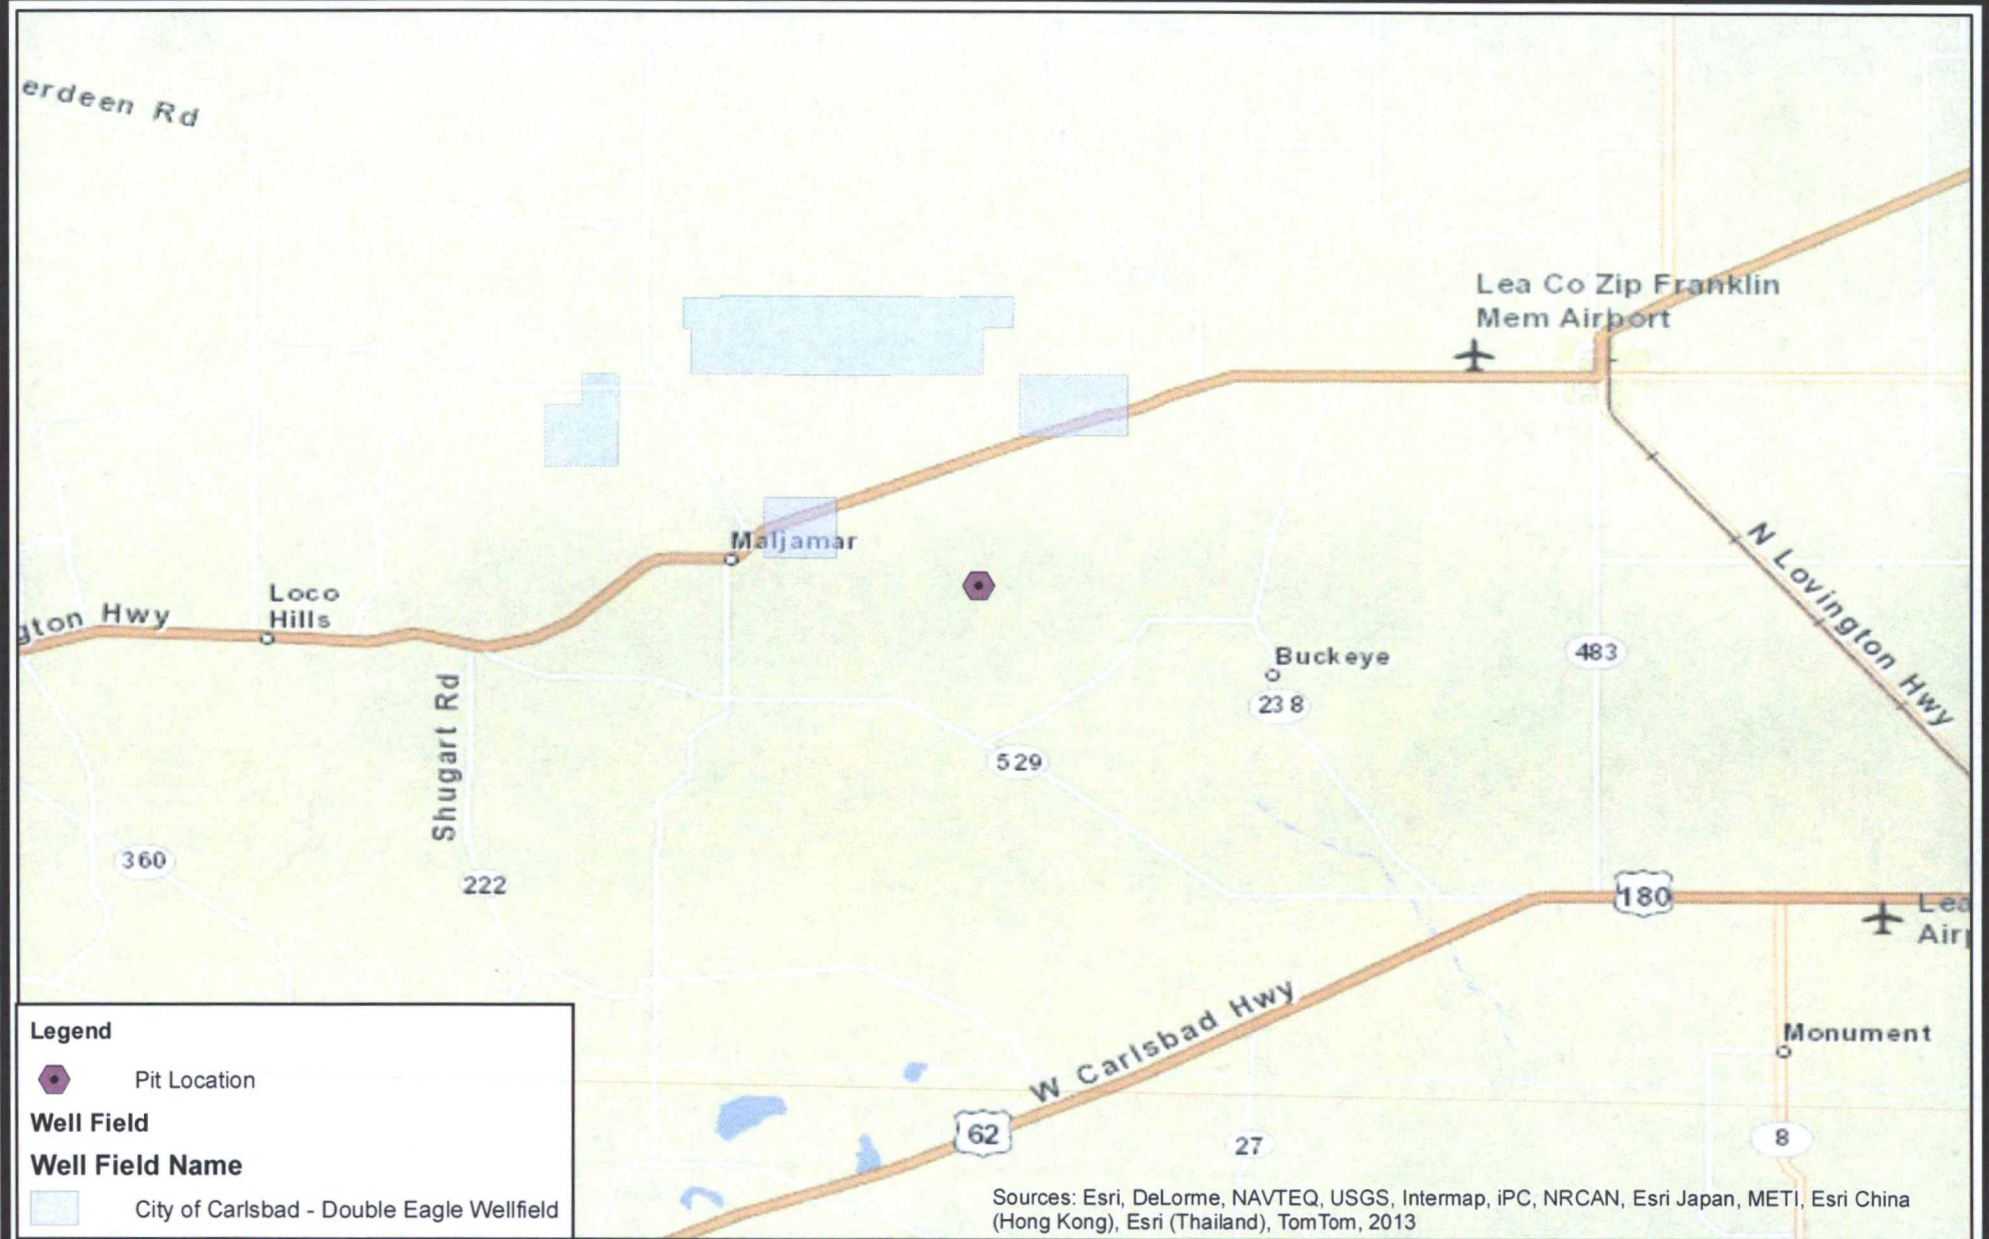 erdeen Rd
Lea Co Zip Franklin
Mem Airport
Maljamar
Loco
Hills
gton Hwy
N Lovington Hwy
Buckeye
238
483
Shugart Rd
529
360
222
180
Lea
Airp
W Carlsbad Hwy
Monument
62
27
8
Legend
Pit Location
Well Field
Well Field Name
City of Carlsbad - Double Eagle Wellfield
Sources: Esri, DeLorme, NAVTEQ, USGS, Intermap, iPC, NRCAN, Esri Japan, METI, Esri China
(Hong Kong), Esri (Thailand), TomTom, 2013